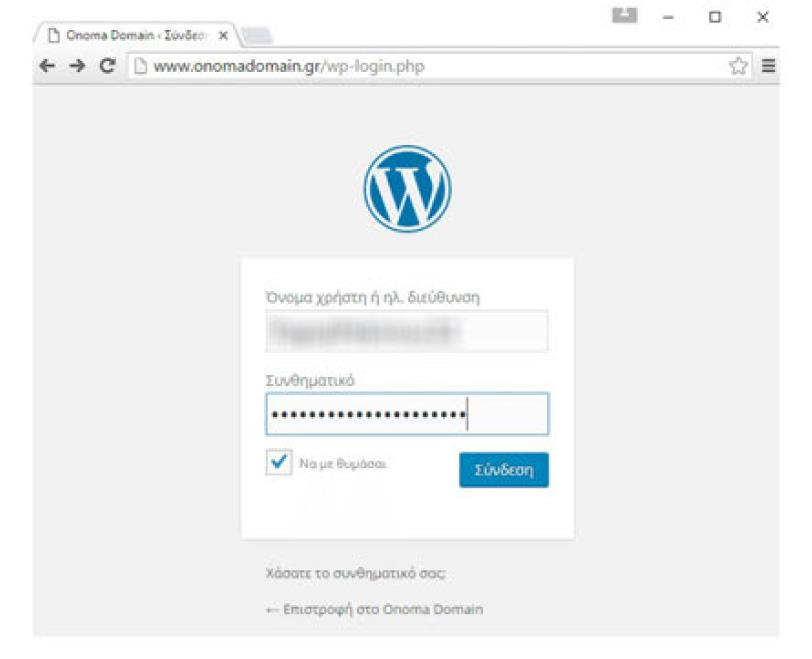 Onoma Domain ‹ Σύνδεσ
www.onomadomain.gr/wp-login.php
Όνομα χρήστη ή ηλ. διεύθυνση
Συνθηματικό
Να με θυμάσαι
Σύνδεση
Χάσατε το συνθηματικό σας;
← Επιστροφή στο Onoma Domain